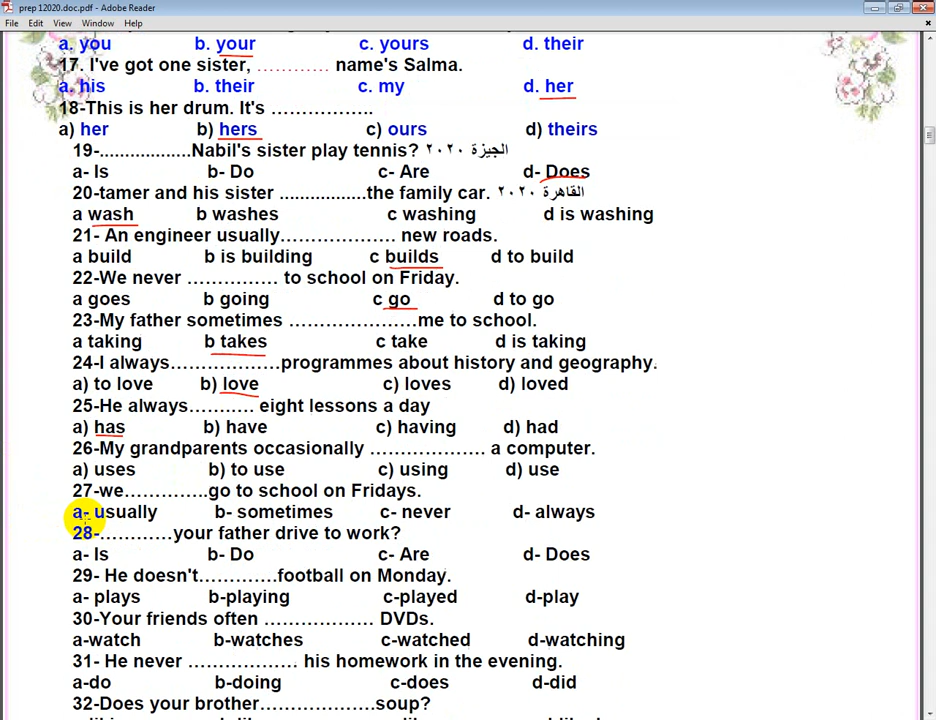 prep 12020.doc.pdf - Adobe Reader
File Edit View Window Help
a. you b. your c. yours d. their
17. I've got one sister, ………… name's Salma.
a. his b. their c. my d. her
18-This is her drum. It's ……………..
a) her b) hers c) ours d) theirs
19-.................Nabil's sister play tennis? الجيزة ٢٠٢٠
a- Is b- Do c- Are d- Does
20-tamer and his sister .................the family car. القاهرة ٢٠٢٠
a wash b washes c washing d is washing
21- An engineer usually………………… new roads.
a build b is building c builds d to build
22-We never …………… to school on Friday.
a goes b going c go d to go
23-My father sometimes …………………..me to school.
a taking b takes c take d is taking
24-I always………………programmes about history and geography.
a) to love b) love c) loves d) loved
25-He always……….. eight lessons a day
a) has b) have c) having d) had
26-My grandparents occasionally ………………. a computer.
a) uses b) to use c) using d) use
27-we…………..go to school on Fridays.
a- usually b- sometimes c- never d- always
28-…………your father drive to work?
a- Is b- Do c- Are d- Does
29- He doesn't………….football on Monday.
a- plays b-playing c-played d-play
30-Your friends often ……………… DVDs.
a-watch b-watches c-watched d-watching
31- He never ……………… his homework in the evening.
a-do b-doing c-does d-did
32-Does your brother……………….soup?